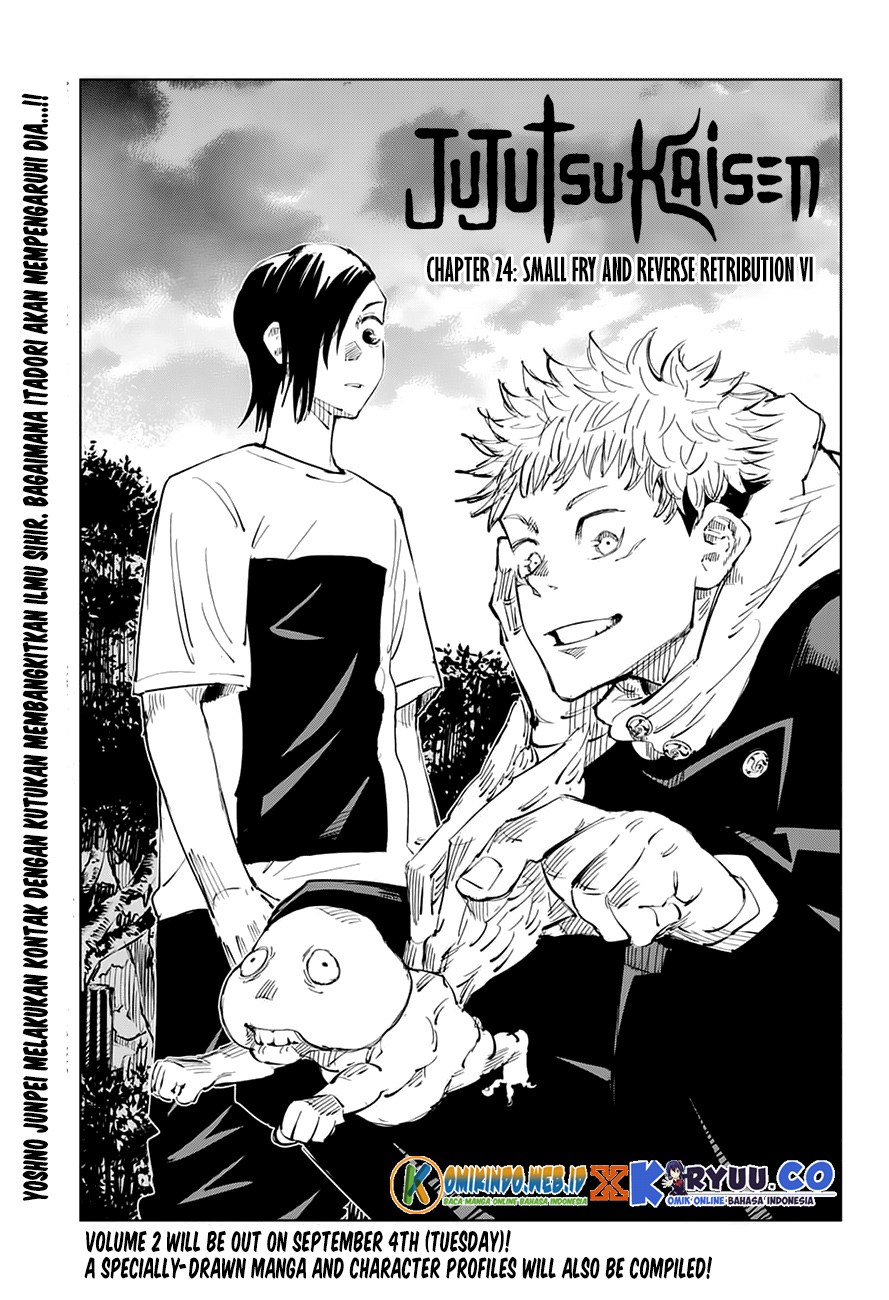 JUJUTSU KAISEN
CHAPTER 24: SMALL FRY AND REVERSE RETRIBUTION VI
YOSHNO JUNPEI MELAKUKAN KONTAK DENGAN KUTUKAN MEMBANGKITKAN ILMU SIHIR. BAGAIMANA ITADORI AKAN MEMPENGARUHI DIA...!!
KOMIKINDO.WEB.ID
BACA MANGA ONLINE BAHASA INDONESIA
X
KORYUU.CO
OMIK ONLINE BAHASA INDONESIA
VOLUME 2 WILL BE OUT ON SEPTEMBER 4TH (TUESDAY)!
A SPECIALLY-DRAWN MANGA AND CHARACTER PROFILES WILL ALSO BE COMPILED!